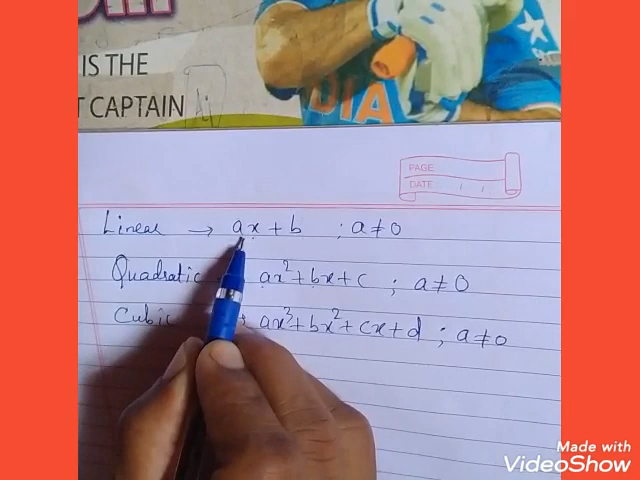 IS THE
T CAPTAIN
PAGE
DATE
Linear → ax + b ; a ≠ 0
Quadratic ax² + bx + c ; a ≠ 0
Cubic ax³ + bx² + cx + d ; a ≠ 0
Made with
VideoShow